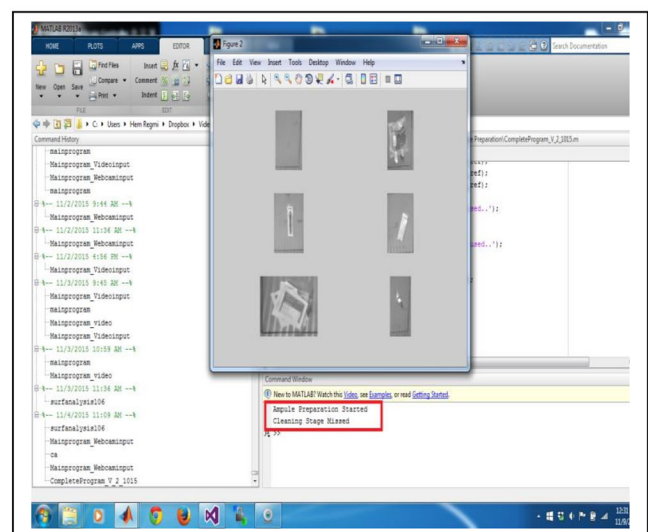 MATLAB R2013a
HOME PLOTS APPS EDITOR
Search Documentation
New Open Save
Find Files
Compare
Print
Insert
Comment
Indent
FILE
EDIT
C: Users Hem Regmi Dropbox
Figure 2
File Edit View Insert Tools Desktop Window Help
Preparation\CompleteProgram_V_2_1015.m
Command History
mainprogram
Mainprogram_Videoinput
Mainprogram_Webcaminput
mainprogram
%-- 11/2/2015 9:44 AM --%
Mainprogram_Webcaminput
%-- 11/2/2015 11:36 AM --%
Mainprogram_Webcaminput
%-- 11/2/2015 4:56 PM --%
Mainprogram_Videoinput
%-- 11/3/2015 9:45 AM --%
Mainprogram_Videoinput
mainprogram
Mainprogram_video
Mainprogram_Videoinput
%-- 11/3/2015 10:59 AM --%
mainprogram
Mainprogram_video
%-- 11/3/2015 11:36 AM --%
surfanalysis106
%-- 11/4/2015 11:09 AM --%
surfanalysis106
Mainprogram_Webcaminput
ca
Mainprogram_Webcaminput
CompleteProgram_V_2_1015
Command Window
New to MATLAB? Watch this Video, see Examples, or read Getting Started.
Ampule Preparation Started
Cleaning Stage Missed
fx >>
12:31